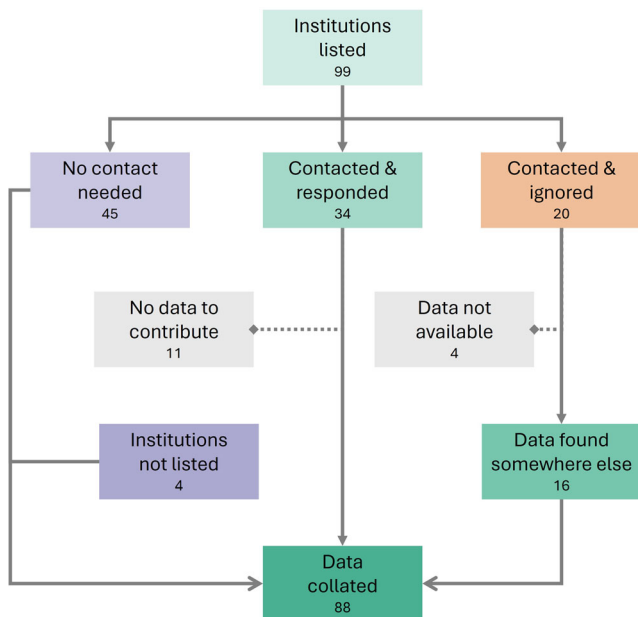 Institutions
listed
99
No contact
needed
45
Contacted &
responded
34
Contacted &
ignored
20
No data to
contribute
11
Data not
available
4
Institutions
not listed
4
Data found
somewhere else
16
Data
collated
88